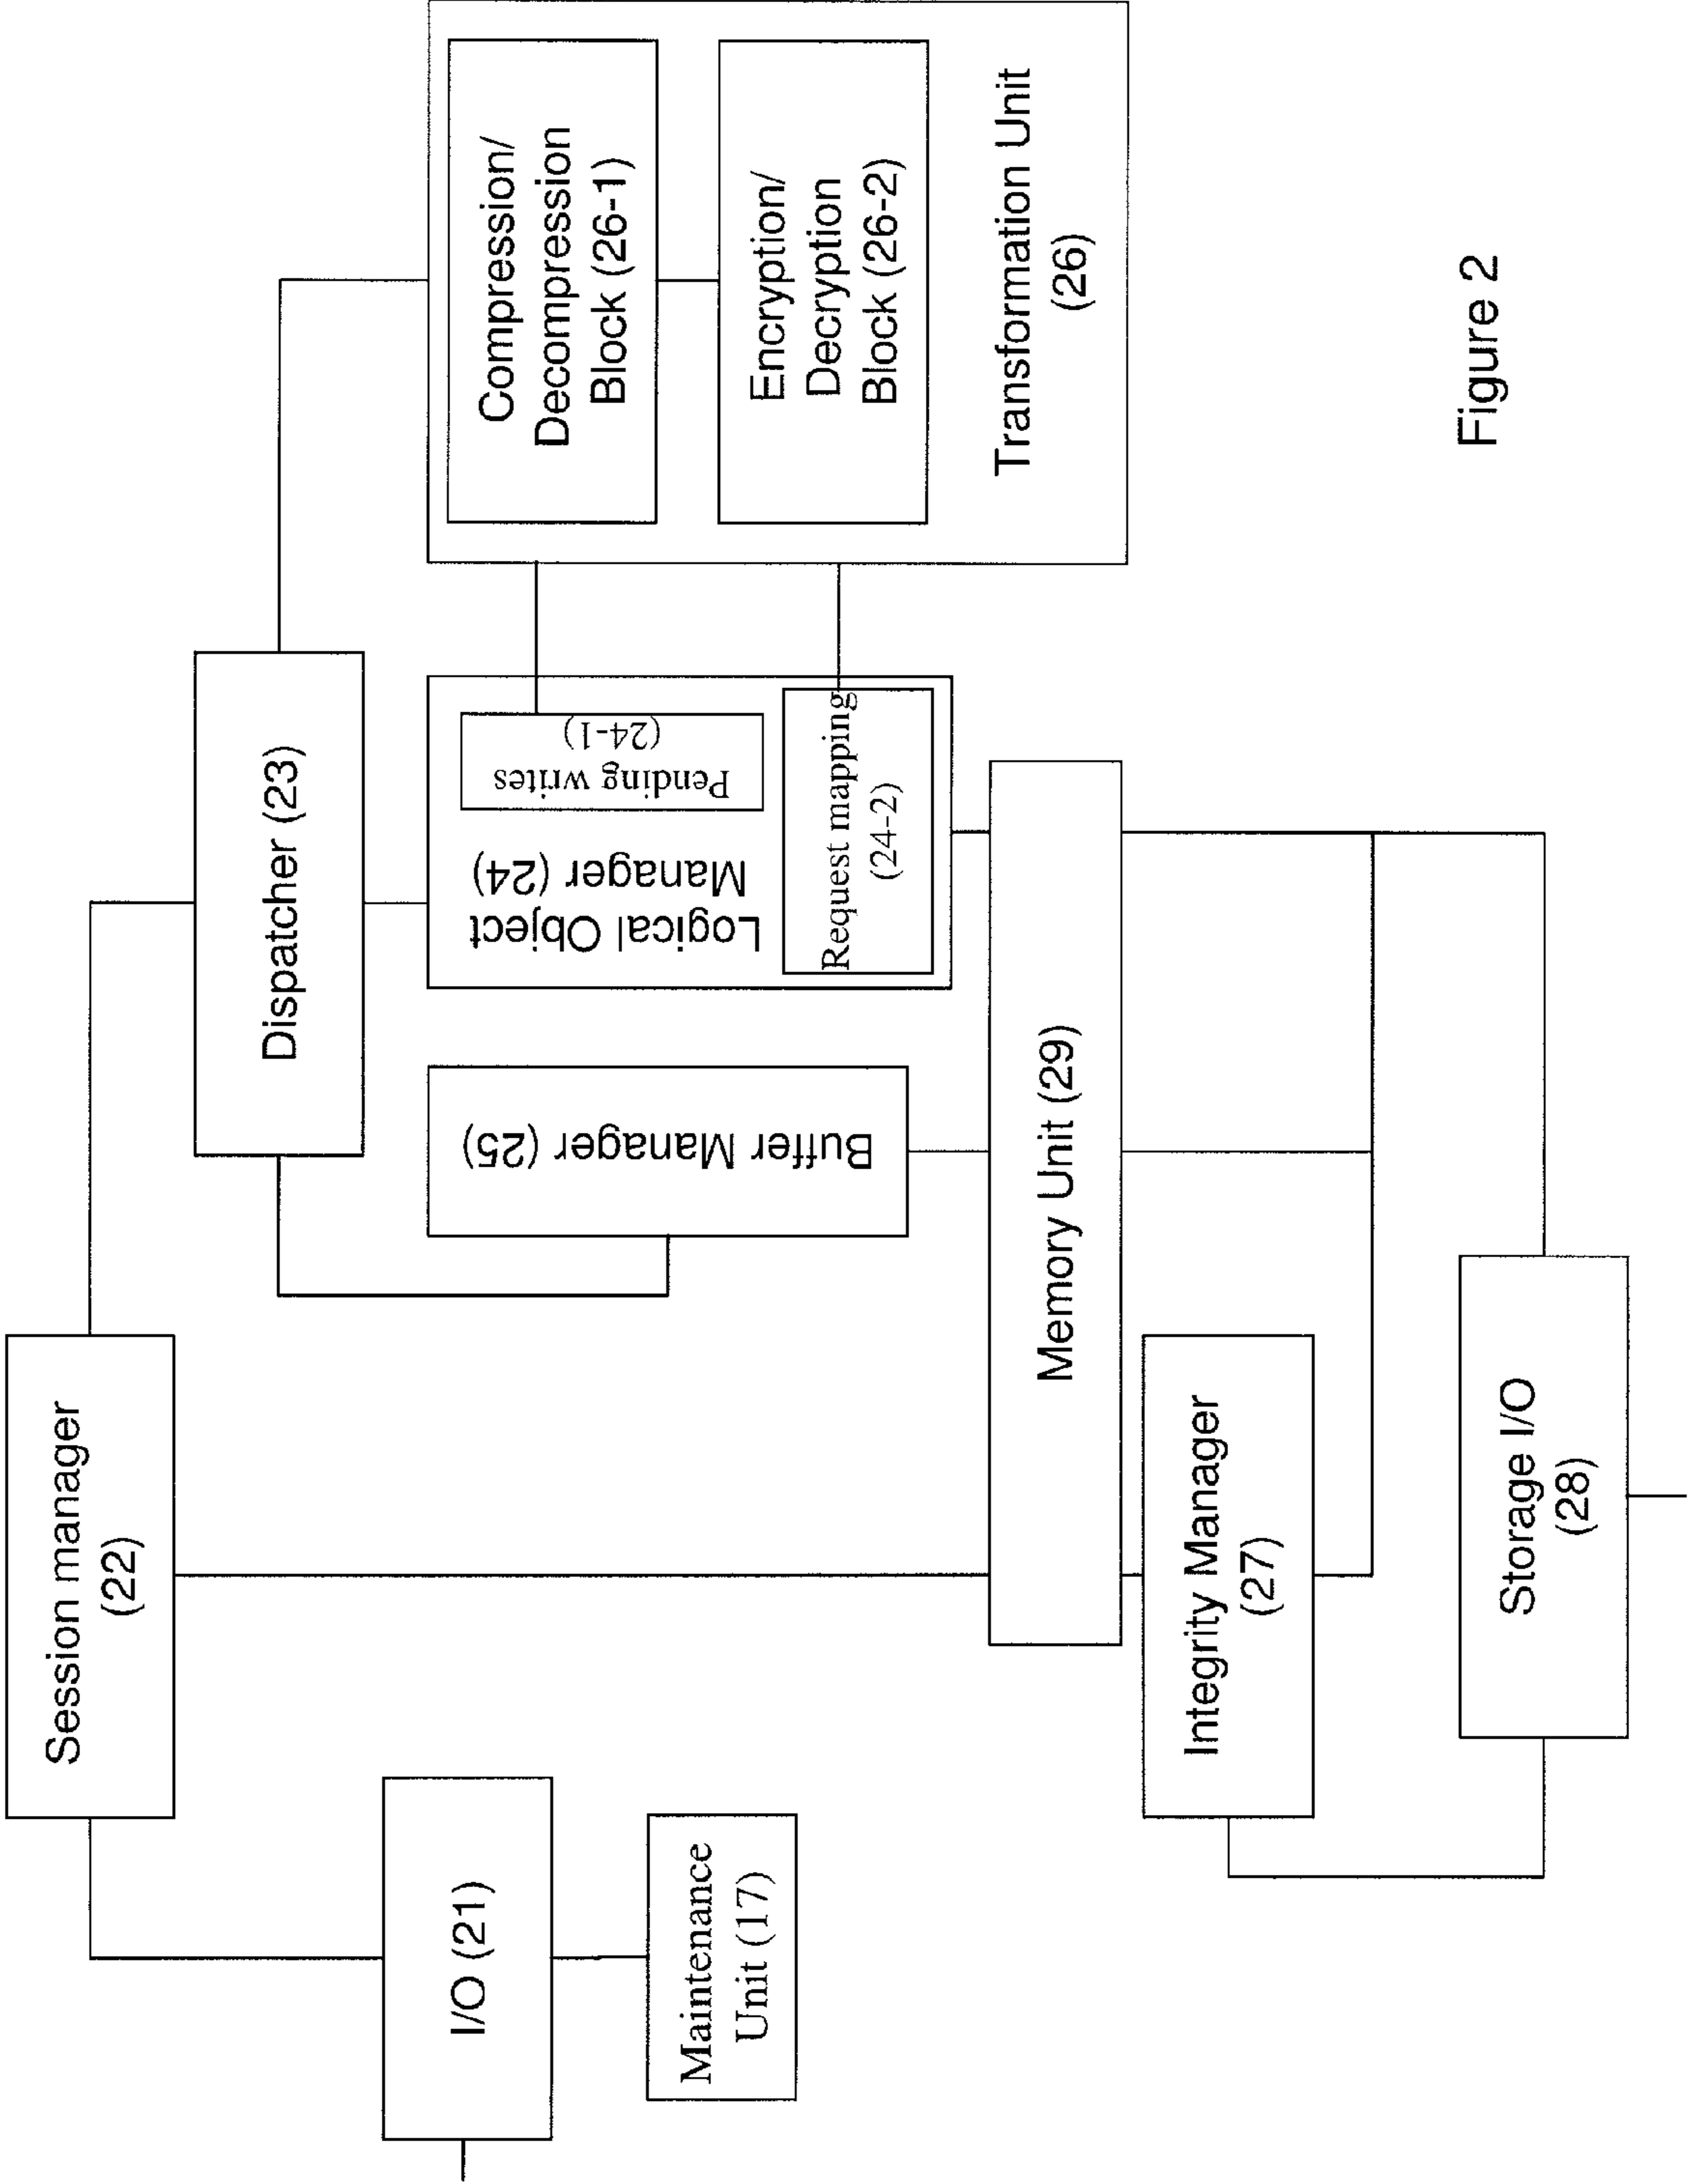 Session manager
(22)
Dispatcher (23)
I/O (21)
Maintenance
Unit (17)
Buffer Manager (25)
Logical Object
Manager (24)
Pending writes
(24-1)
Request mapping
(24-2)
Compression/
Decompression
Block (26-1)
Encryption/
Decryption
Block (26-2)
Transformation Unit
(26)
Memory Unit (29)
Integrity Manager
(27)
Storage I/O
(28)
Figure 2